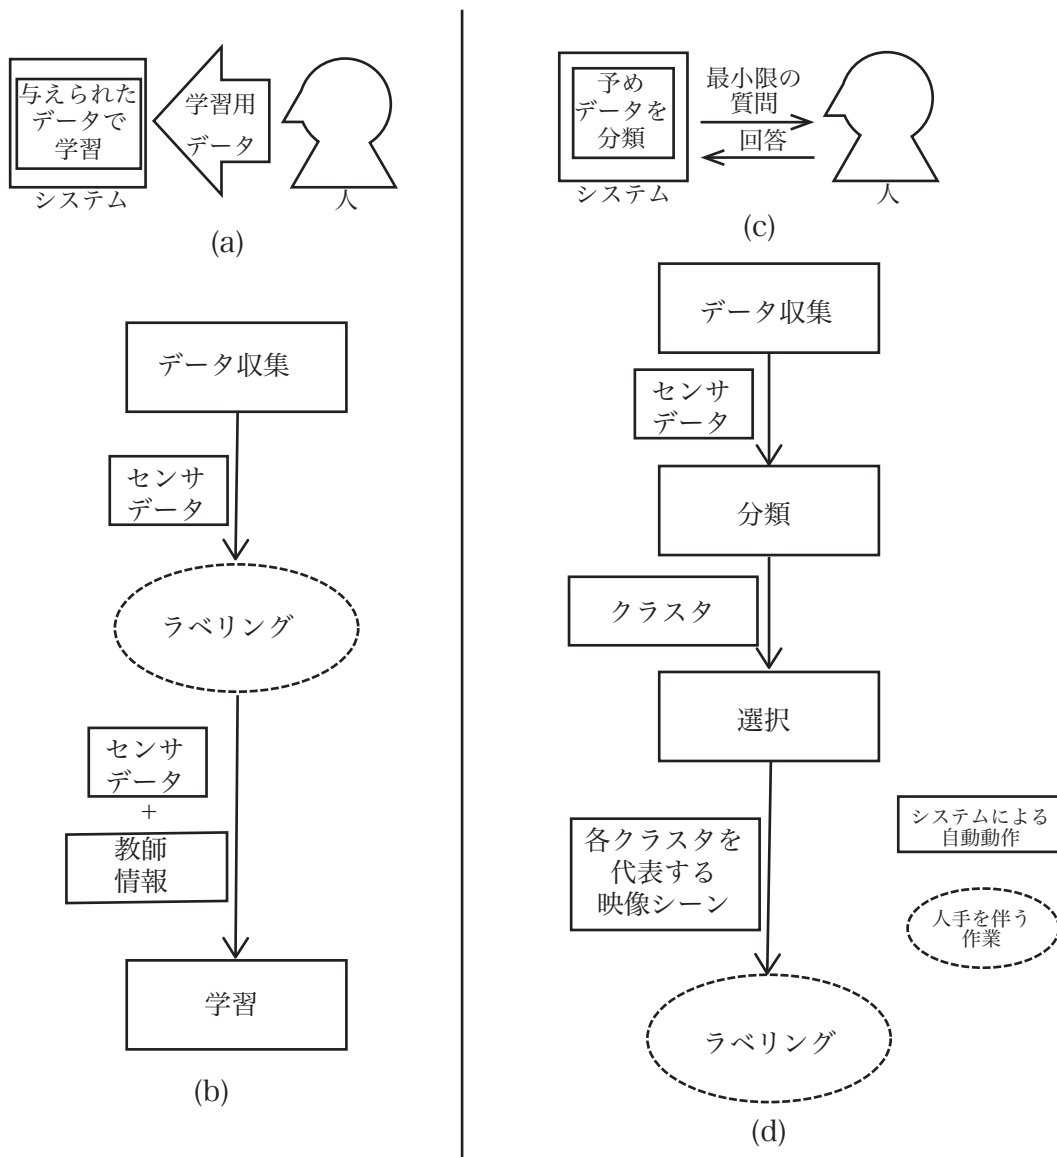 与えられた
データで
学習
学習用
データ
システム
人
(a)
データ収集
センサ
データ
ラベリング
センサ
データ
+
教師
情報
学習
(b)
予め
データを
分類
最小限の
質問
回答
システム
人
(c)
データ収集
センサ
データ
分類
クラスタ
選択
各クラスタを
代表する
映像シーン
ラベリング
(d)
システムによる
自動動作
人手を伴う
作業